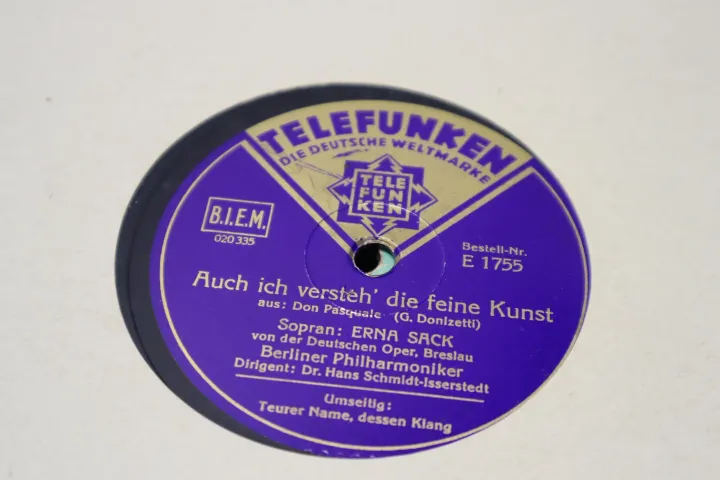 TELEFUNKEN
DIE DEUTSCHE WELTMARKE
TELE
FUN
KEN
B.I.E.M.
020335
Bestell-Nr.
E 1755
Auch ich versteh' die feine Kunst
aus: Don Pasquale (G. Donizetti)
Sopran: ERNA SACK
von der Deutschen Oper, Breslau
Berliner Philharmoniker
Dirigent: Dr. Hans Schmidt-Isserstedt
Umseitig:
Teurer Name, dessen Klang